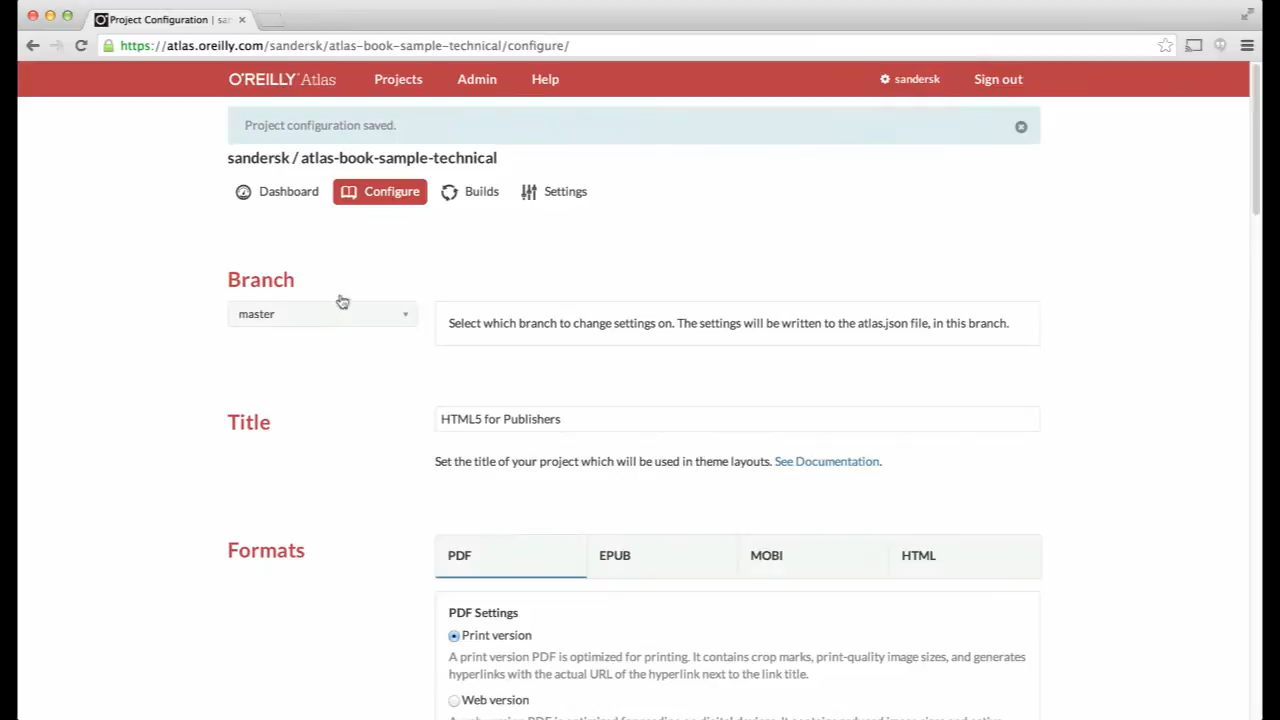 Project Configuration | sa
https://atlas.oreilly.com/sandersk/atlas-book-sample-technical/configure/
O'REILLY Atlas
Projects
Admin
Help
sandersk
Sign out
Project configuration saved.
sandersk / atlas-book-sample-technical
Dashboard
Configure
Builds
Settings
Branch
master
Select which branch to change settings on. The settings will be written to the atlas.json file, in this branch.
Title
HTML5 for Publishers
Set the title of your project which will be used in theme layouts. See Documentation.
Formats
PDF
EPUB
MOBI
HTML
PDF Settings
Print version
A print version PDF is optimized for printing. It contains crop marks, print-quality image sizes, and generates
hyperlinks with the actual URL of the hyperlink next to the link title.
Web version